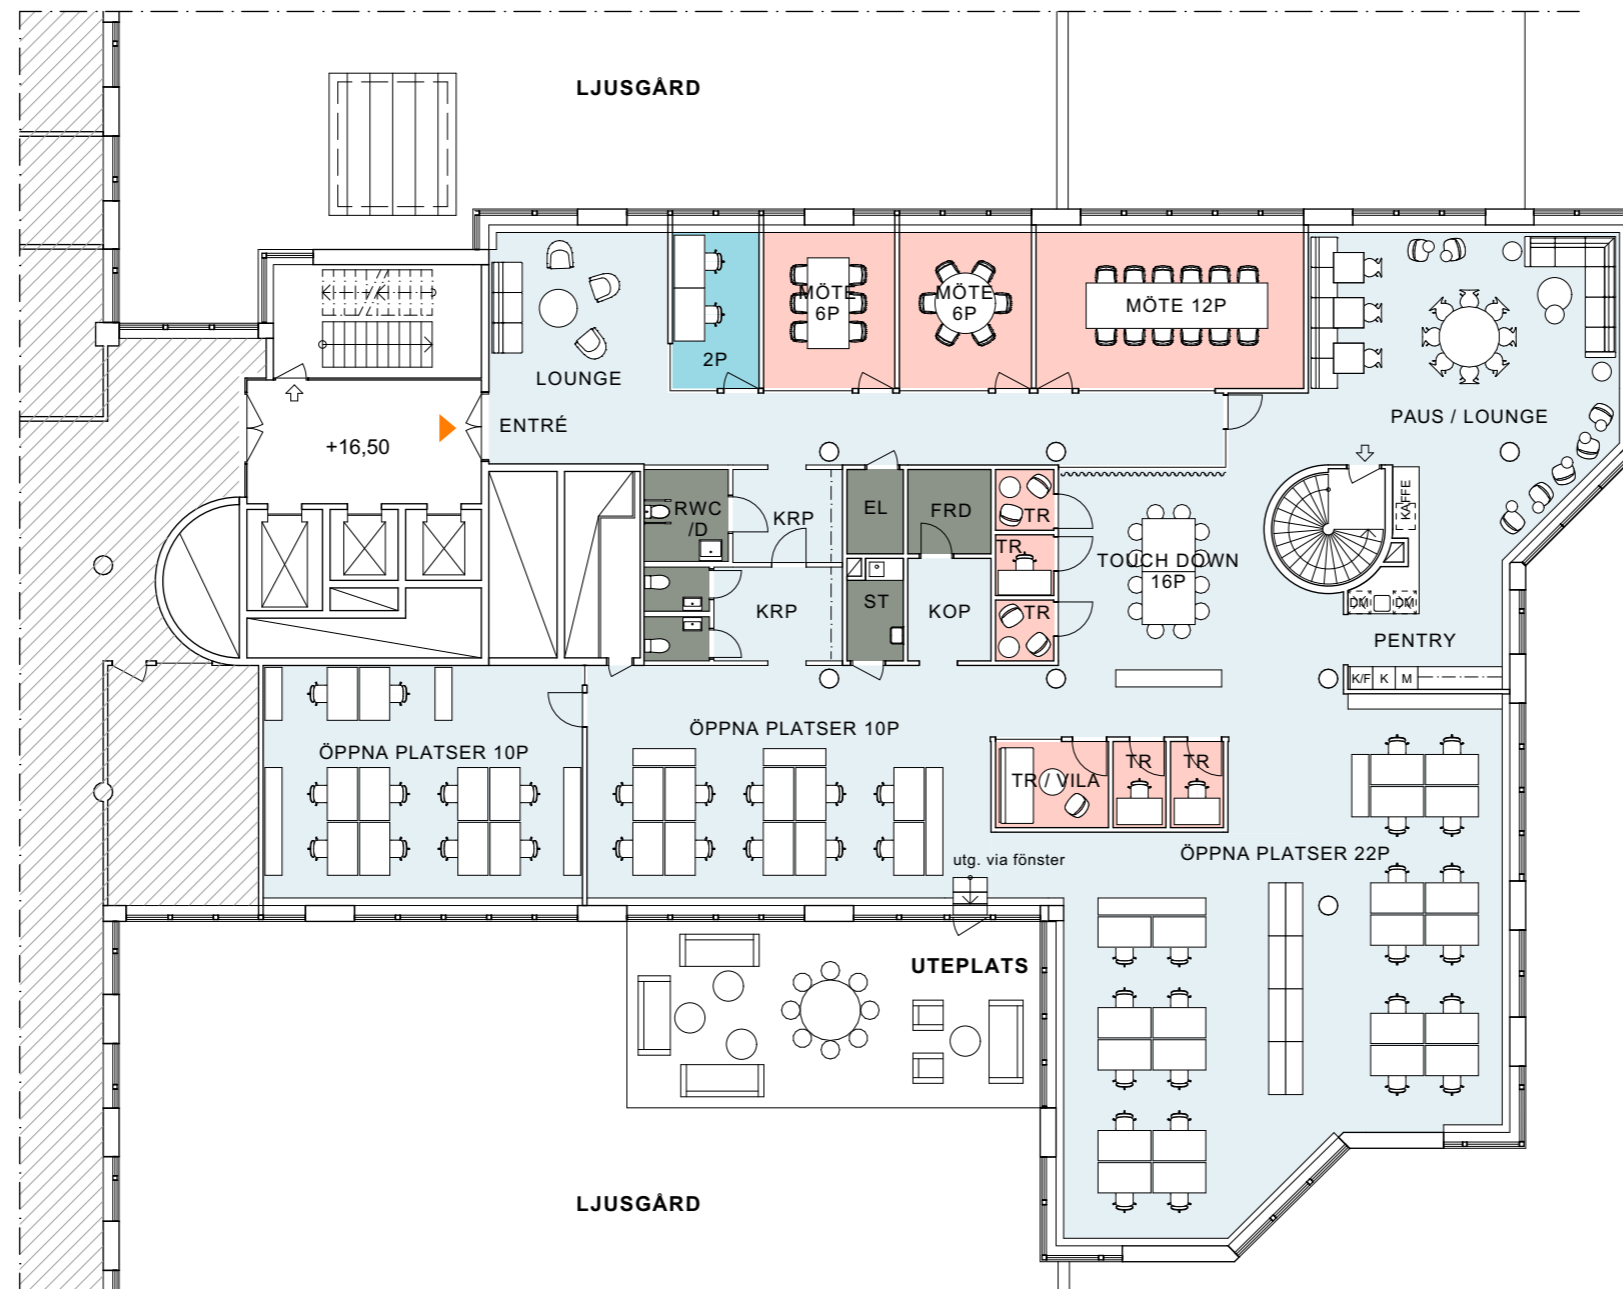 LJUSGÅRD
MÖTE
6P
MÖTE
6P
MÖTE 12P
2P
LOUNGE
PAUS / LOUNGE
ENTRÉ
+16,50
KAFFE
RWC
/D
KRP
EL
FRD
TR
TR
TOUCH DOWN
16P
ST
KRP
KOP
TR
DM
DM
PENTRY
K/F
K
M
ÖPPNA PLATSER 10P
ÖPPNA PLATSER 10P
TR / VILA
TR
TR
ÖPPNA PLATSER 22P
utg. via fönster
UTEPLATS
LJUSGÅRD